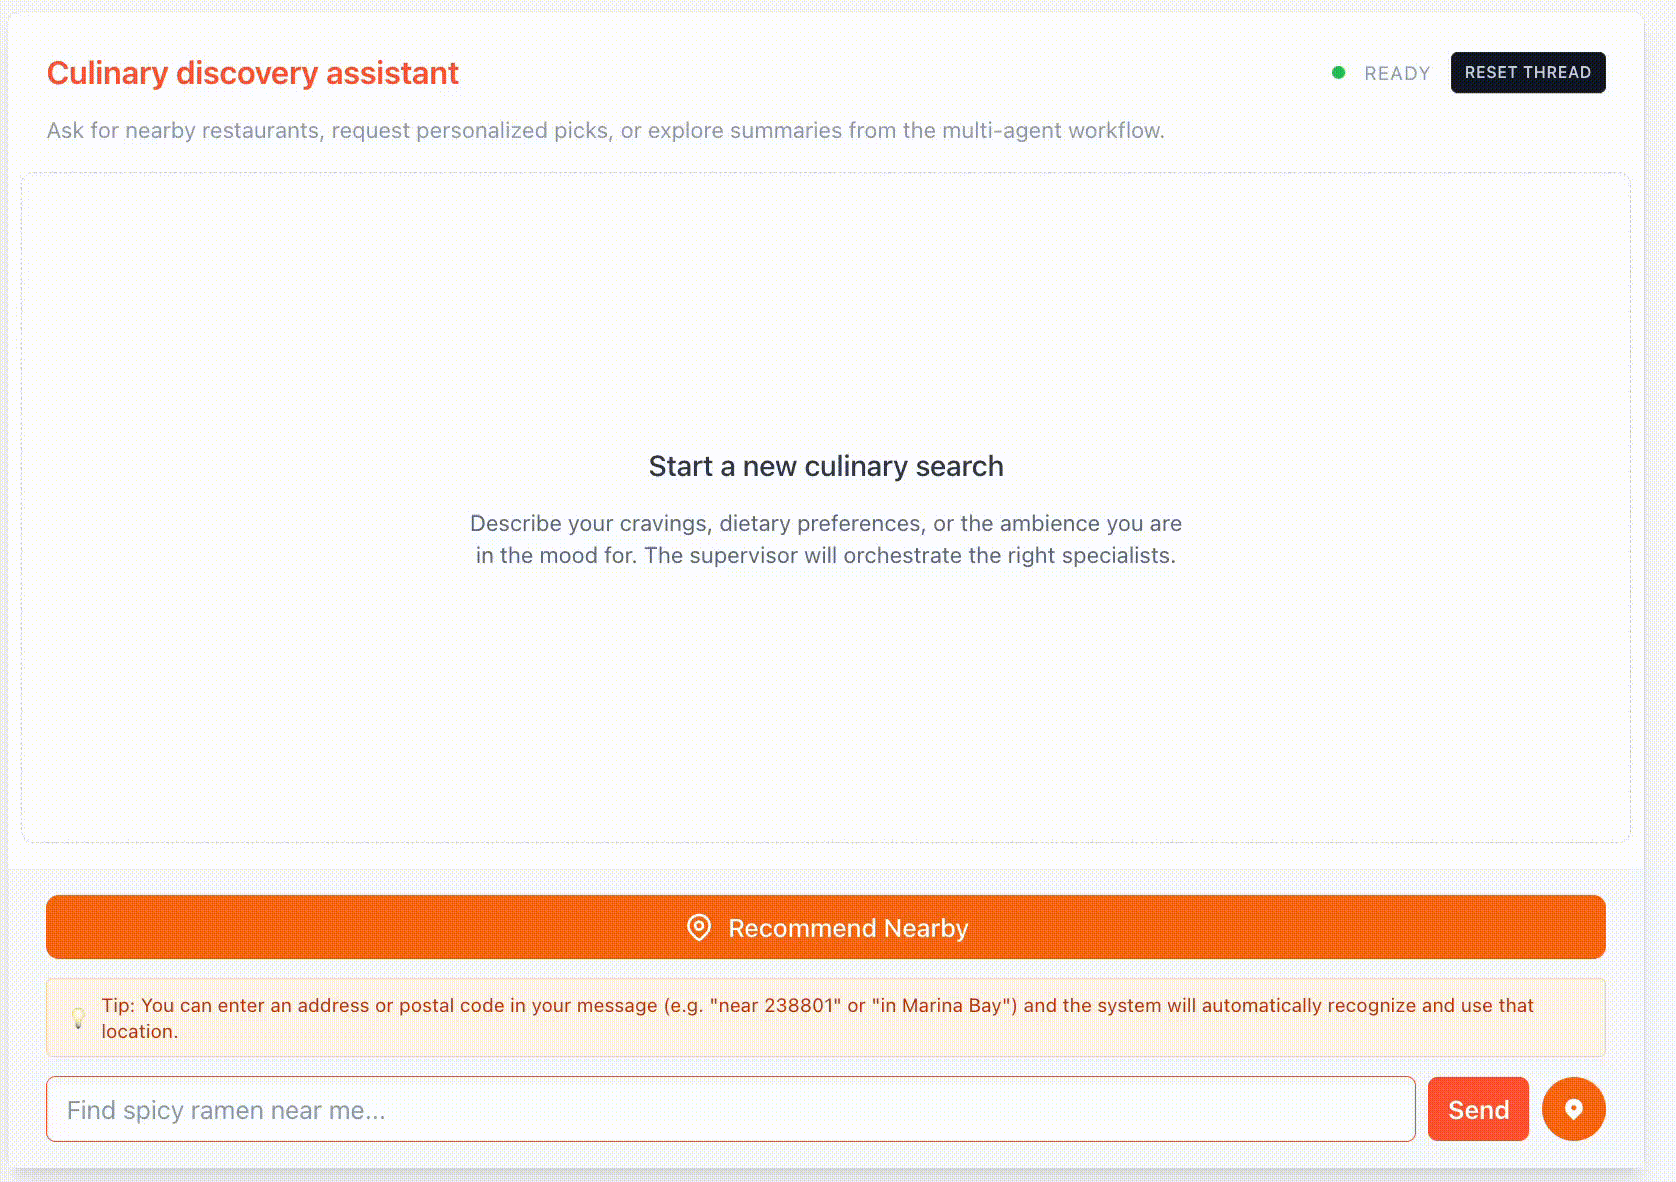 Culinary discovery assistant
READY
RESET THREAD
Ask for nearby restaurants, request personalized picks, or explore summaries from the multi-agent workflow.
Start a new culinary search
Describe your cravings, dietary preferences, or the ambience you are
in the mood for. The supervisor will orchestrate the right specialists.
Recommend Nearby
Tip: You can enter an address or postal code in your message (e.g. "near 238801" or "in Marina Bay") and the system will automatically recognize and use that
location.
Find spicy ramen near me...
Send